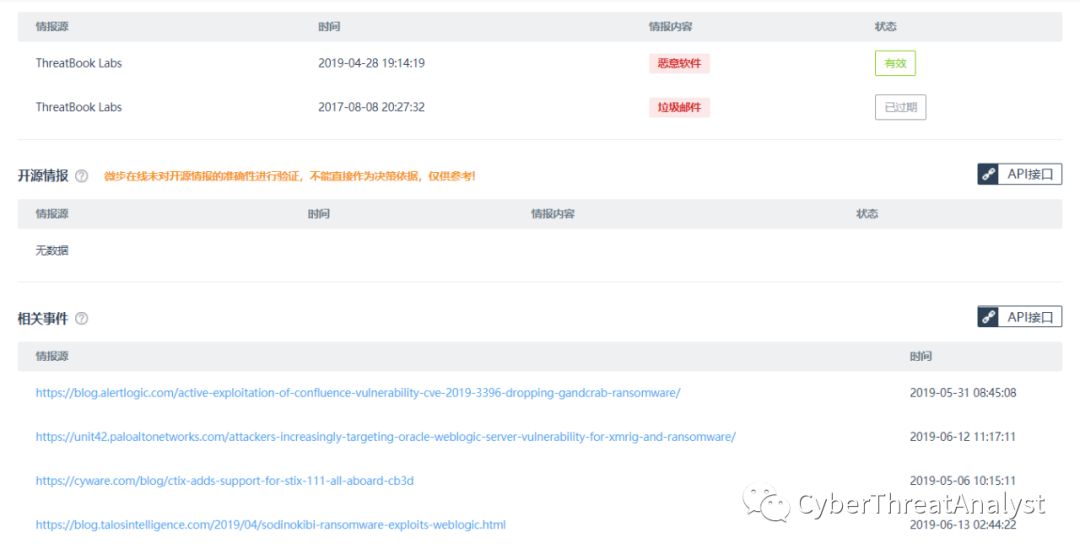 情报源 时间 情报内容 状态
ThreatBook Labs 2019-04-28 19:14:19 恶意软件 有效
ThreatBook Labs 2017-08-08 20:27:32 垃圾邮件 已过期
开源情报 ? 微步在线未对开源情报的准确性进行验证，不能直接作为决策依据，仅供参考! API接口
情报源 时间 情报内容 状态
无数据
相关事件 ? API接口
情报源 时间
https://blog.alertlogic.com/active-exploitation-of-confluence-vulnerability-cve-2019-3396-dropping-gandcrab-ransomware/ 2019-05-31 08:45:08
https://unit42.paloaltonetworks.com/attackers-increasingly-targeting-oracle-weblogic-server-vulnerability-for-xmrig-and-ransomware/ 2019-06-12 11:17:11
https://cyware.com/blog/ctix-adds-support-for-stix-111-all-aboard-cb3d 2019-05-06 10:15:11
CyberThreatAnalyst
https://blog.talosintelligence.com/2019/04/sodinokibi-ransomware-exploits-weblogic.html 2019-06-13 02:44:22